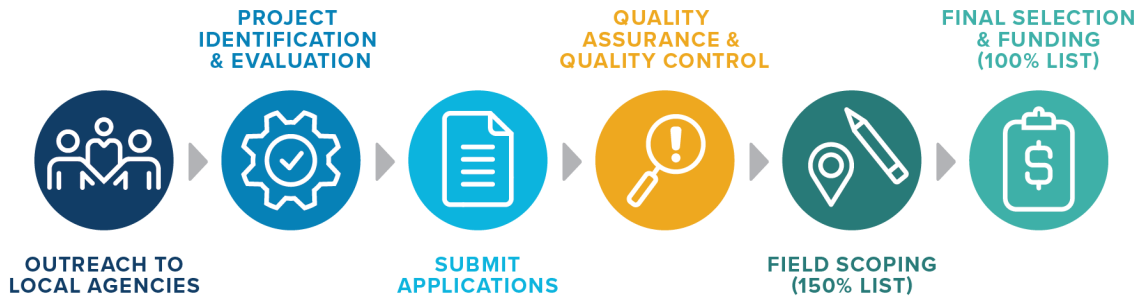 OUTREACH TO
LOCAL AGENCIES
PROJECT
IDENTIFICATION
& EVALUATION
SUBMIT
APPLICATIONS
QUALITY
ASSURANCE &
QUALITY CONTROL
FIELD SCOPING
(150% LIST)
FINAL SELECTION
& FUNDING
(100% LIST)